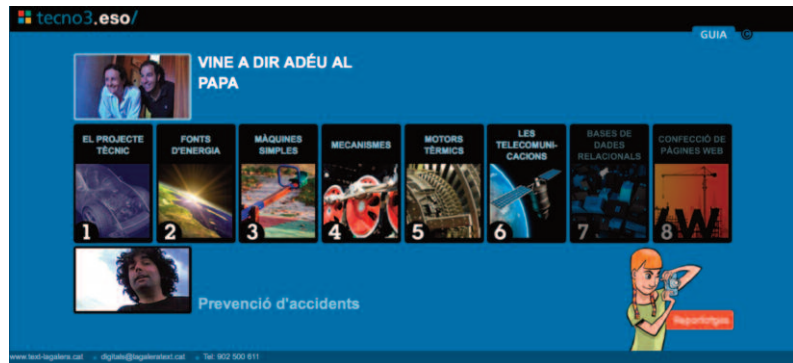 tecno3.eso/
GUIA
©
VINE A DIR ADÉU AL
PAPA
EL PROJECTE
TÈCNIC
1
FONTS
D'ENERGIA
2
MÀQUINES
SIMPLES
3
MECANISMES
4
MOTORS
TÈRMICS
5
LES
TELECOMUNI-
CACIONS
6
BASES DE
DADES
RELACIONALS
7
CONFECCIÓ DE
PÀGINES WEB
W
8
Prevenció d'accidents
Reportatges
www.text-lagalera.cat digitals@lagaleratext.cat Tel: 902 500 611